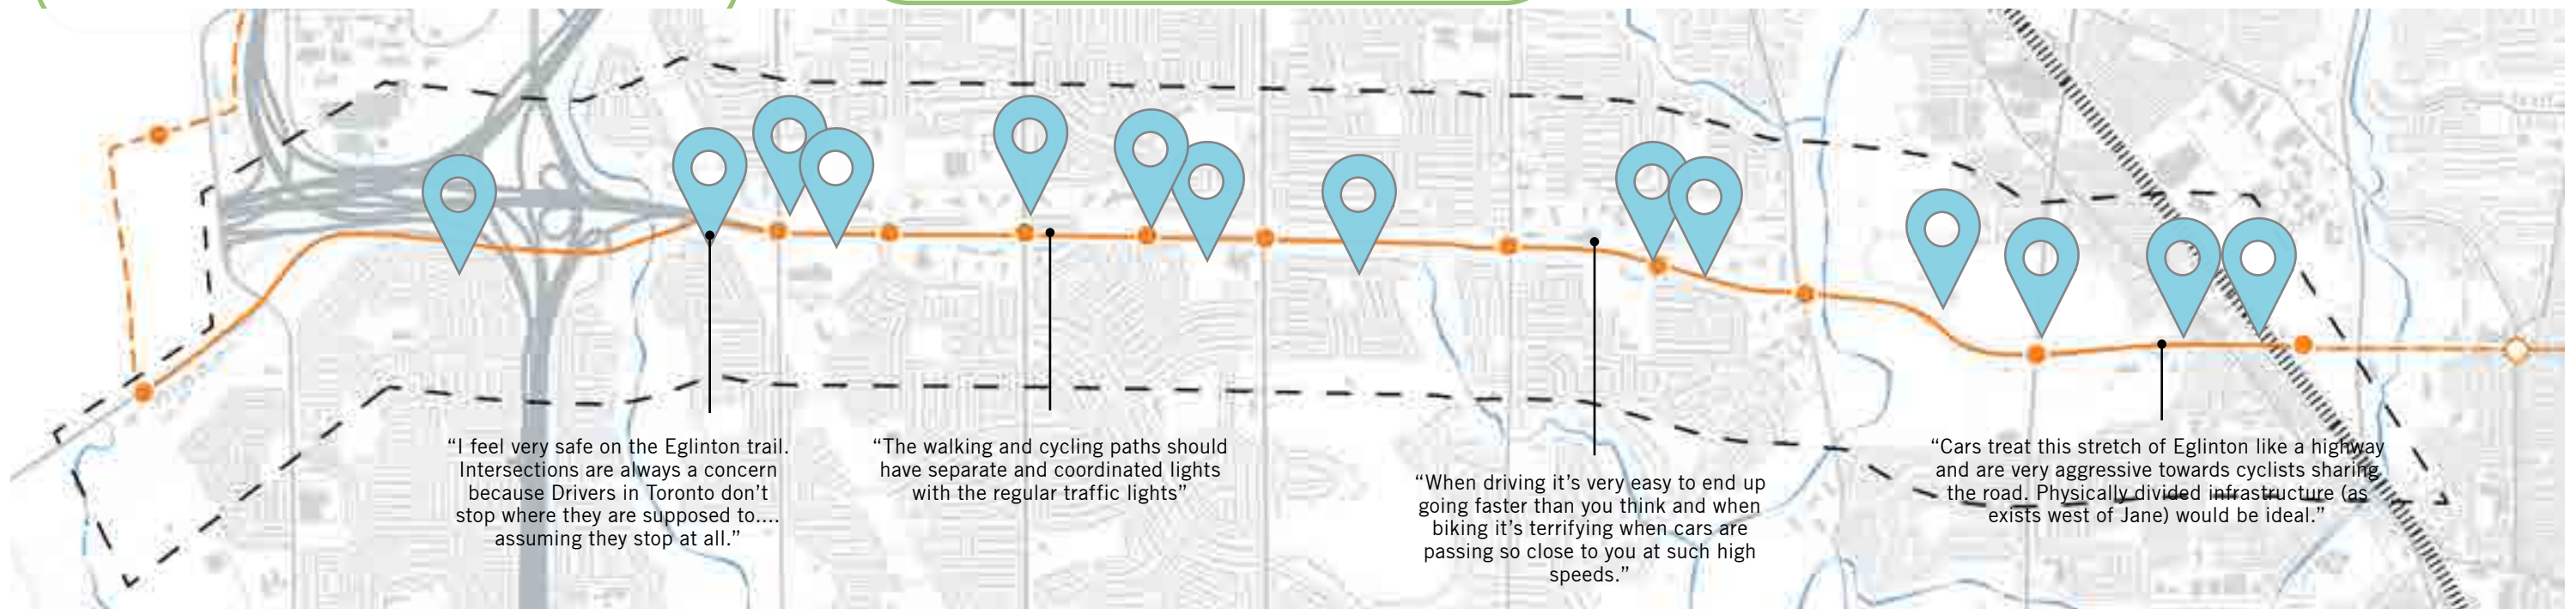 “I feel very safe on the Eglinton trail.
Intersections are always a concern
because Drivers in Toronto don’t
stop where they are supposed to....
assuming they stop at all.”
“The walking and cycling paths should
have separate and coordinated lights
with the regular traffic lights”
“When driving it’s very easy to end up
going faster than you think and when
biking it’s terrifying when cars are
passing so close to you at such high
speeds.”
“Cars treat this stretch of Eglinton like a highway
and are very aggressive towards cyclists sharing
the road. Physically divided infrastructure (as
exists west of Jane) would be ideal.”